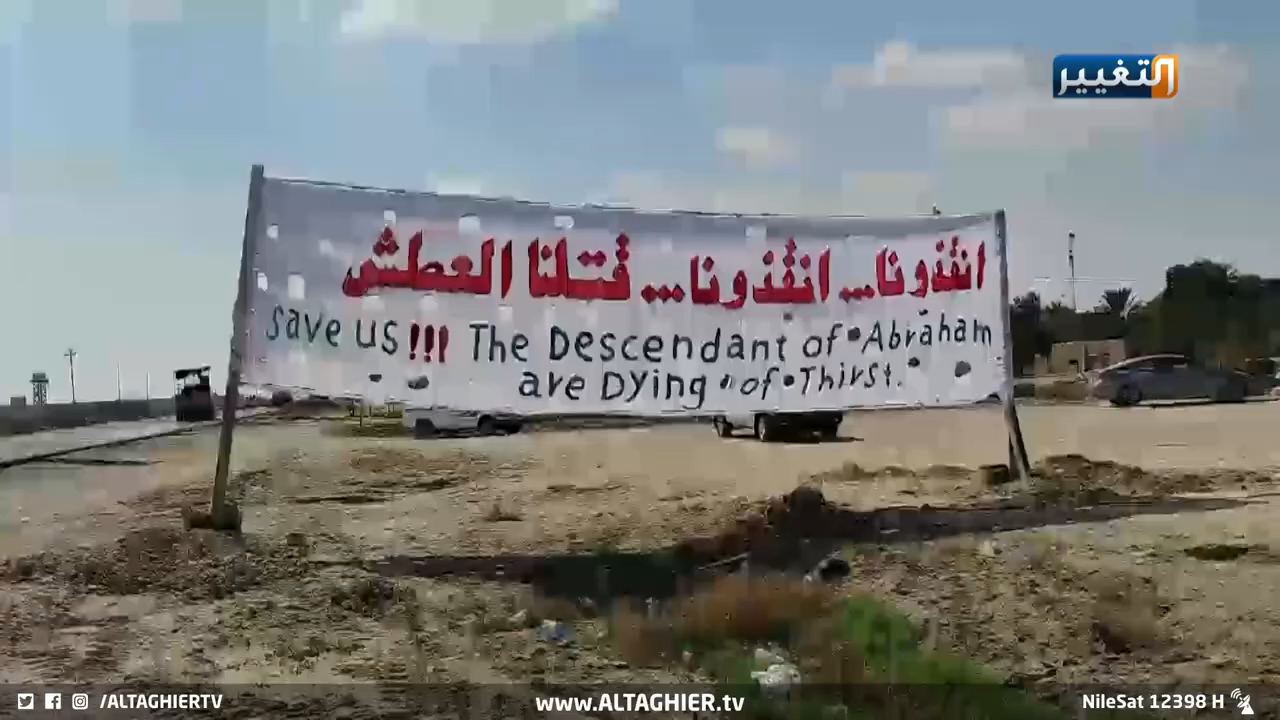 التغيير
انقذونا... انقذونا... قتلنا العطش
save us!!! The Descendant of Abraham
are Dying of Thirst.
/ALTAGHIERTV
www.ALTAGHIER.tv
NileSat 12398 H